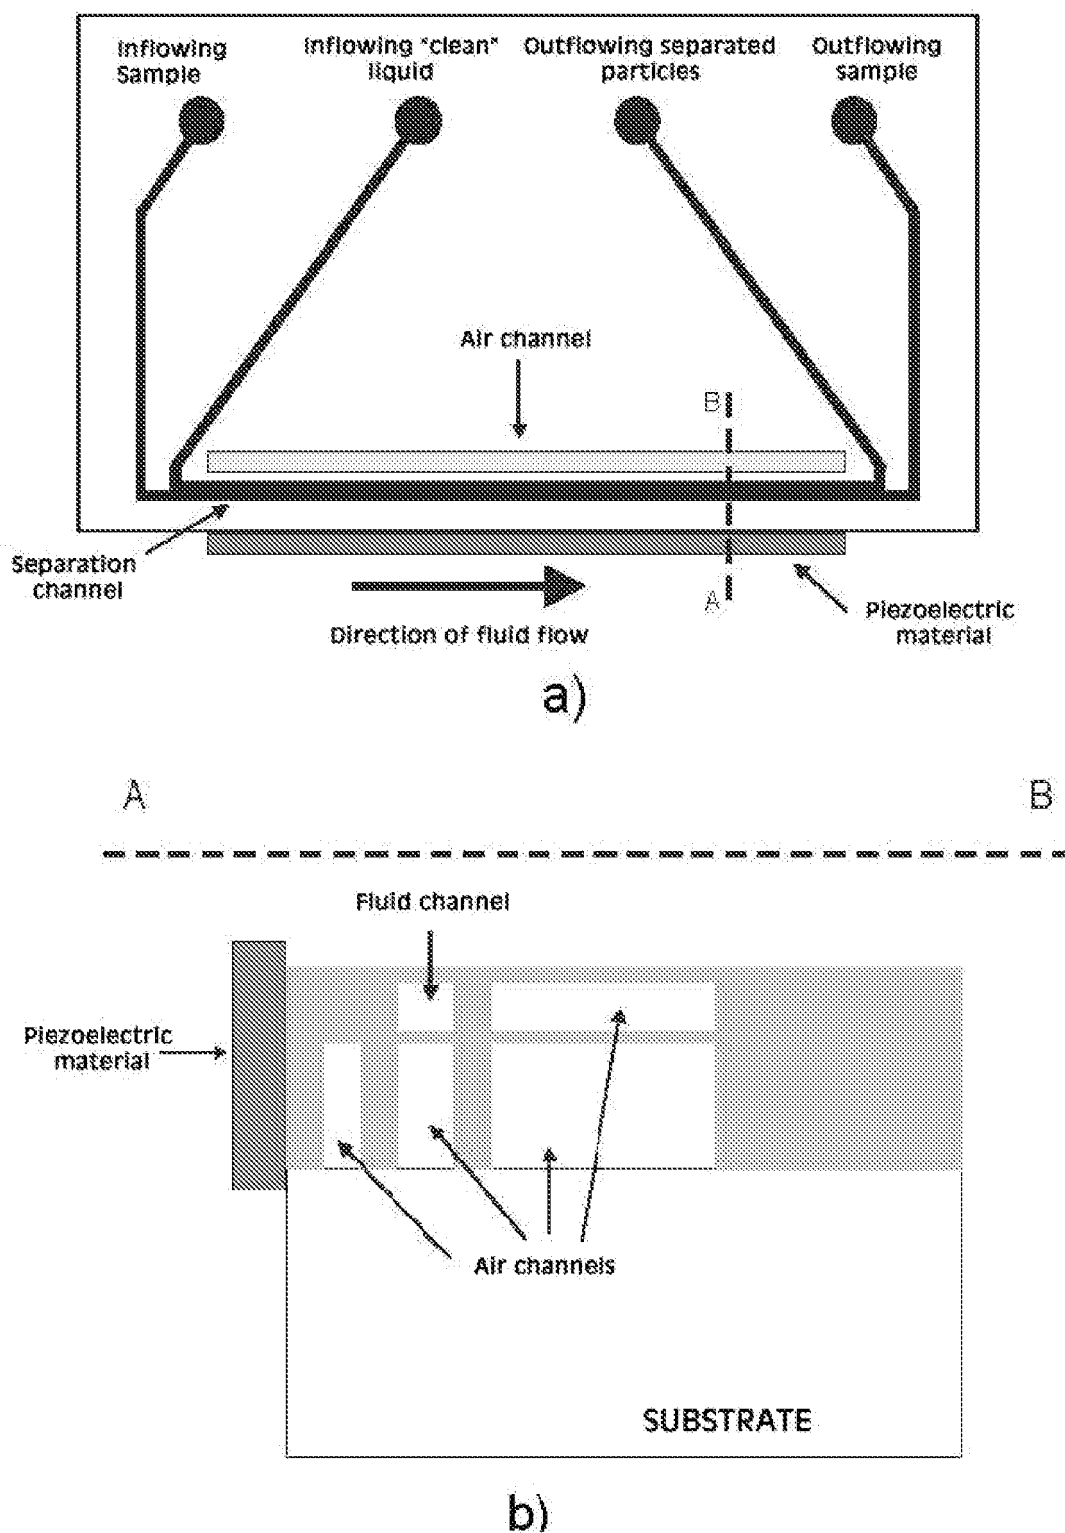 Inflowing
Sample
Inflowing "clean"
liquid
Outflowing separated
particles
Outflowing
sample
Air channel
B
Separation
channel
A
Piezoelectric
material
Direction of fluid flow
a)
A
B
Fluid channel
Piezoelectric
material
Air channels
SUBSTRATE
b)